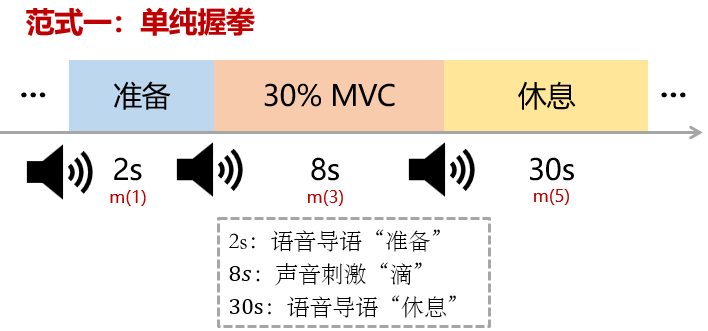 范式一：单纯握拳
… 准备 30% MVC 休息 …
2s 8s 30s
m(1) m(3) m(5)
2s：语音导语“准备”
8s：声音刺激“滴”
30s：语音导语“休息”